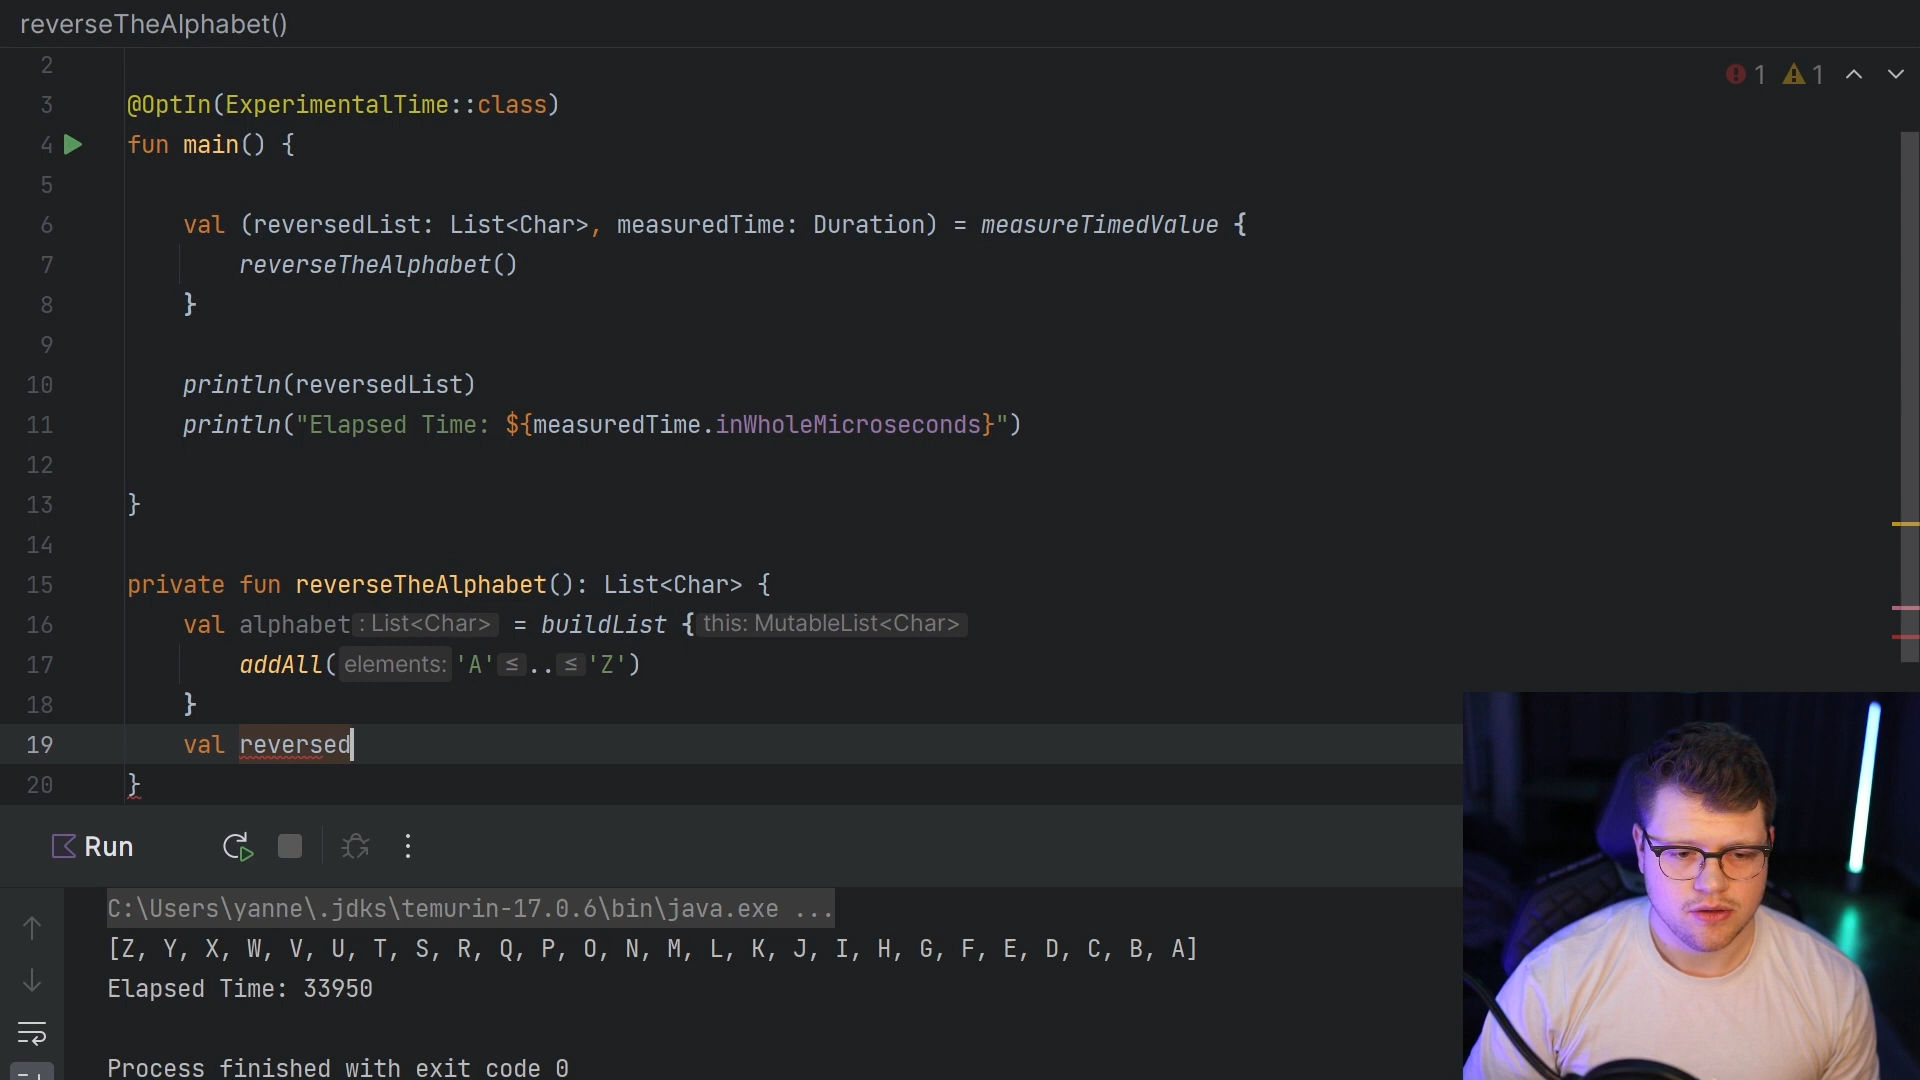 reverseTheAlphabet()
2
1 1
3 @OptIn(ExperimentalTime::class)
4 fun main() {
5
6 val (reversedList: List<Char>, measuredTime: Duration) = measureTimedValue {
7 reverseTheAlphabet()
8 }
9
10 println(reversedList)
11 println("Elapsed Time: ${measuredTime.inWholeMicroseconds}")
12
13 }
14
15 private fun reverseTheAlphabet(): List<Char> {
16 val alphabet : List<Char> = buildList { this: MutableList<Char>
17 addAll( elements: 'A' ≤ .. ≤ 'Z')
18 }
19 val reversed
20 }
Run
C:\Users\yanne\.jdks\temurin-17.0.6\bin\java.exe ...
[Z, Y, X, W, V, U, T, S, R, Q, P, O, N, M, L, K, J, I, H, G, F, E, D, C, B, A]
Elapsed Time: 33950
Process finished with exit code 0